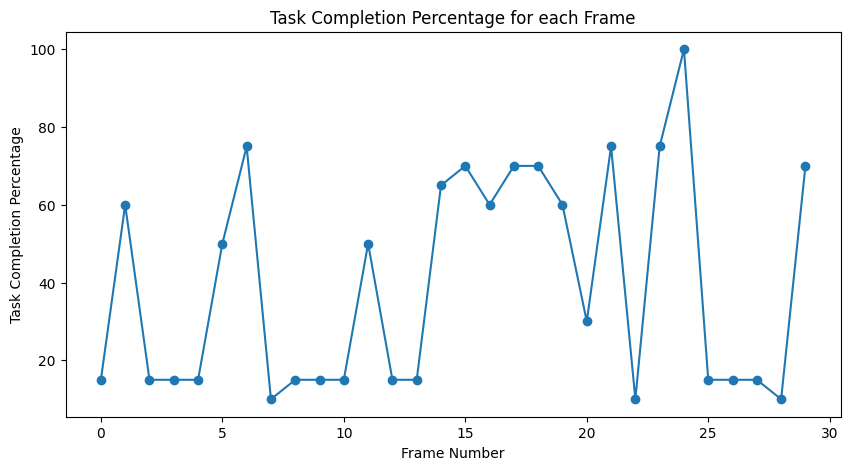 Task Completion Percentage for each Frame
100
80
60
40
20
Task Completion Percentage
0 5 10 15 20 25 30
Frame Number